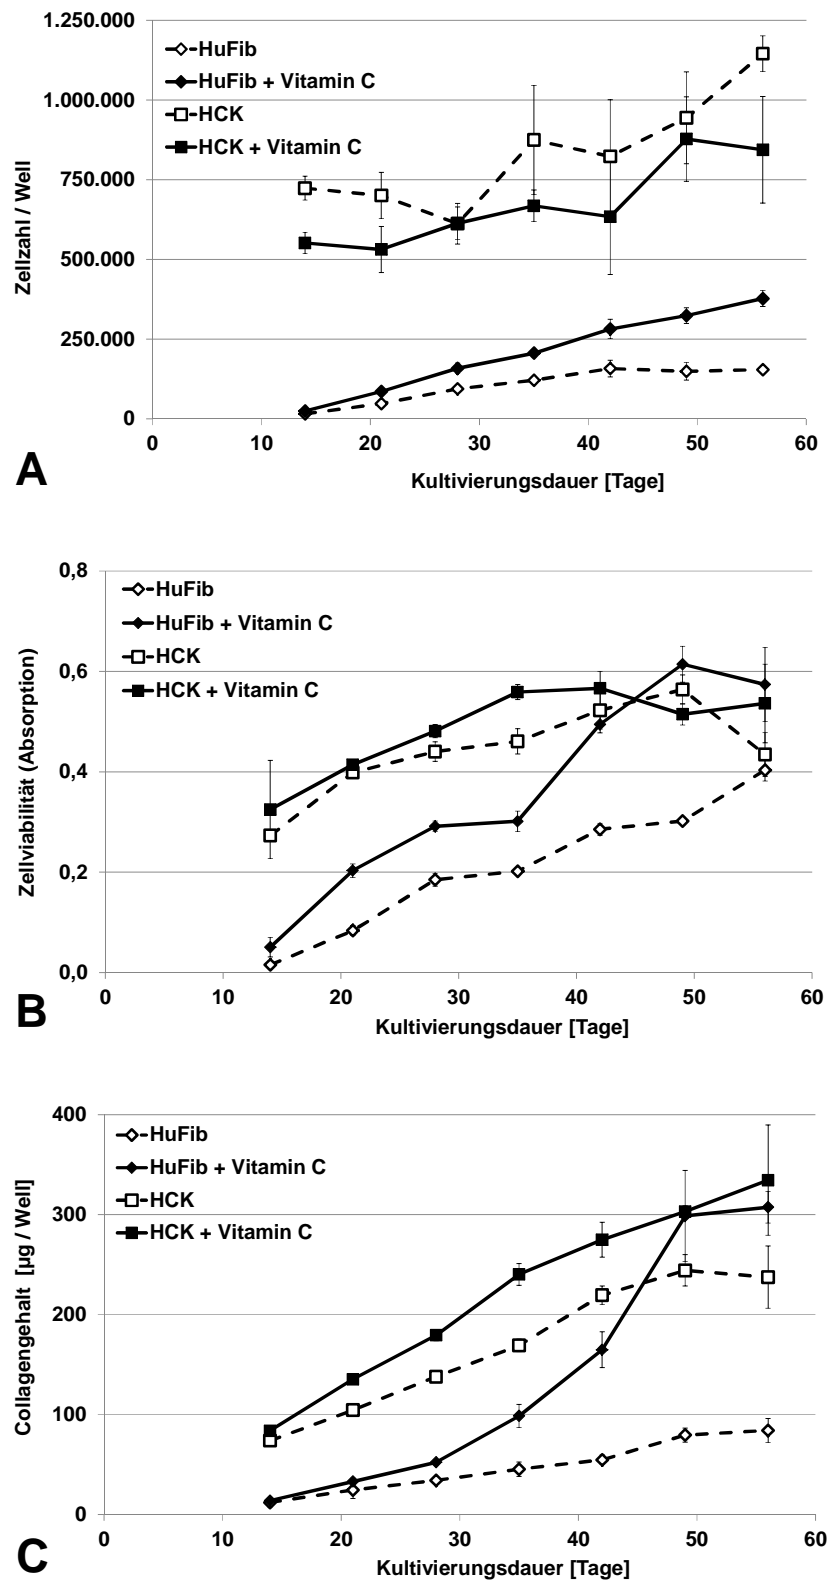 1.250.000
1.000.000
750.000
500.000
250.000
0
Zellzahl / Well
HuFib
HuFib + Vitamin C
HCK
HCK + Vitamin C
0 10 20 30 40 50 60
Kultivierungsdauer [Tage]
A
0,8
0,6
0,4
0,2
0,0
Zellviabilität (Absorption)
HuFib
HuFib + Vitamin C
HCK
HCK + Vitamin C
0 10 20 30 40 50 60
Kultivierungsdauer [Tage]
B
400
300
200
100
0
Collagengehalt [µg / Well]
HuFib
HuFib + Vitamin C
HCK
HCK + Vitamin C
0 10 20 30 40 50 60
Kultivierungsdauer [Tage]
C